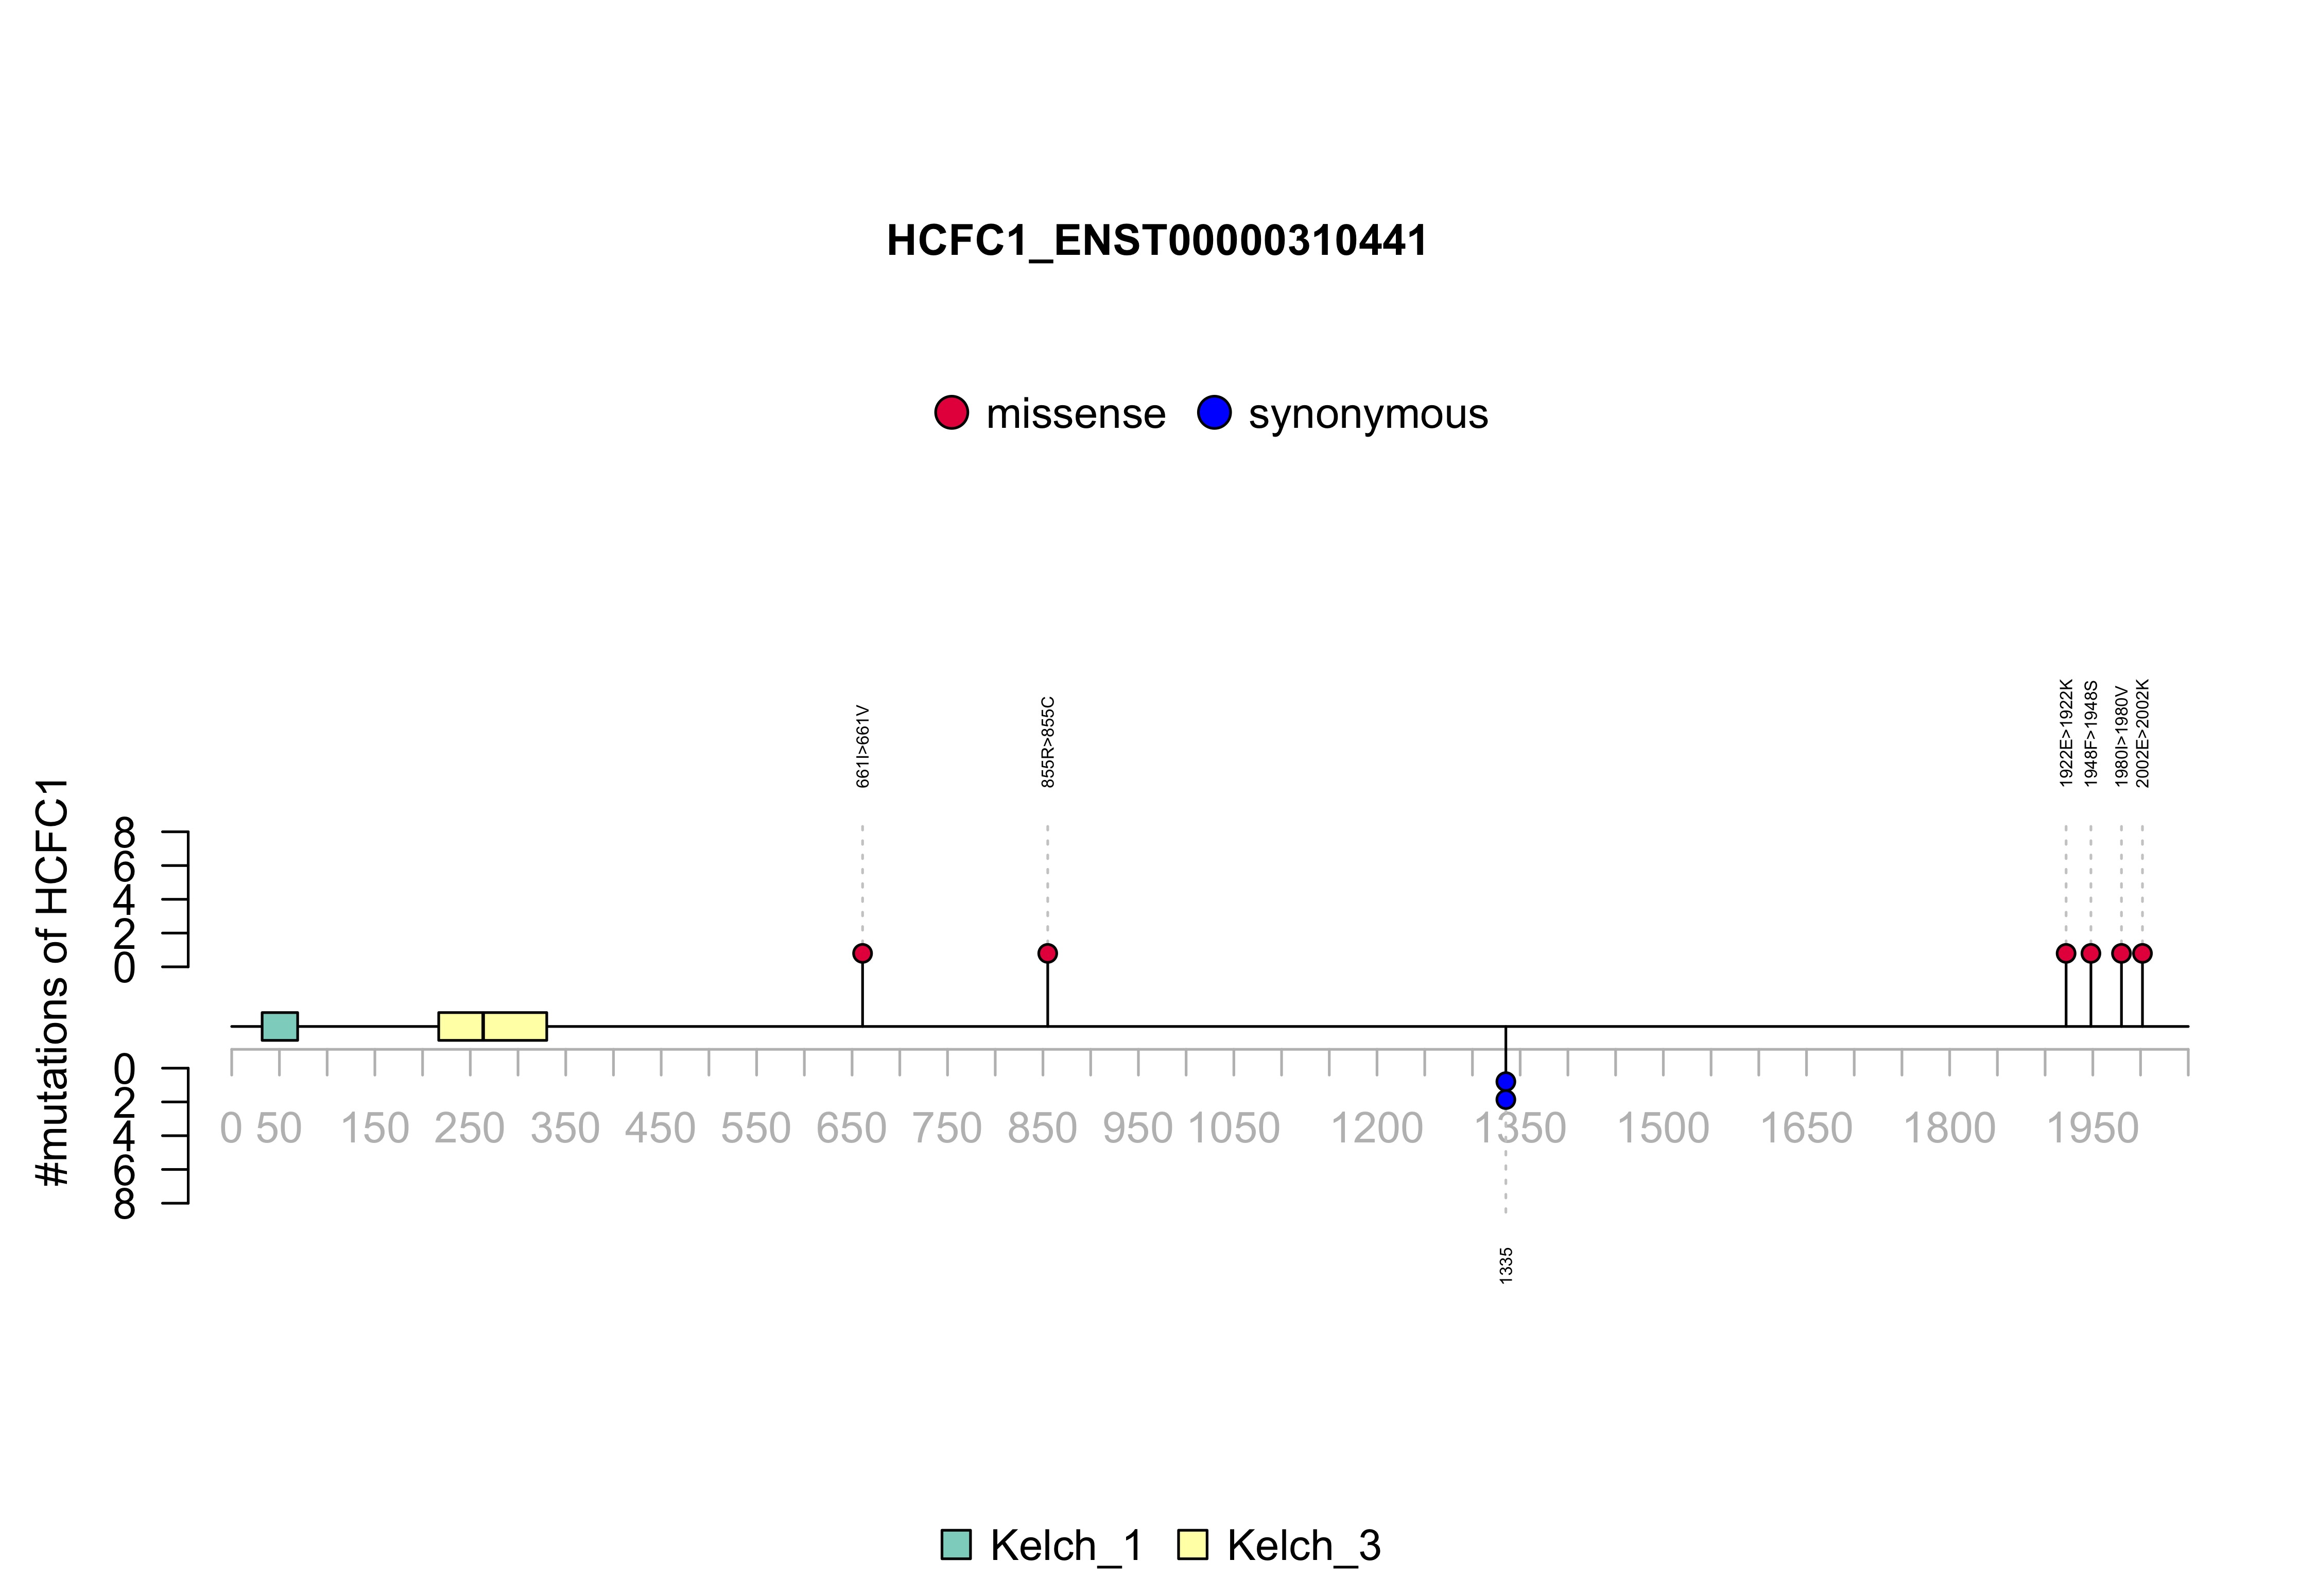 HCFC1_ENST00000310441
missense synonymous
661I>661V
855R>855C
1922E>1922K
1948F>1948S
1980I>1980V
2002E>2002K
#mutations of HCFC1
8
6
4
2
0
0
2
4
6
8
0 50 150 250 350 450 550 650 750 850 950 1050 1200 1350 1500 1650 1800 1950
1335
Kelch_1 Kelch_3